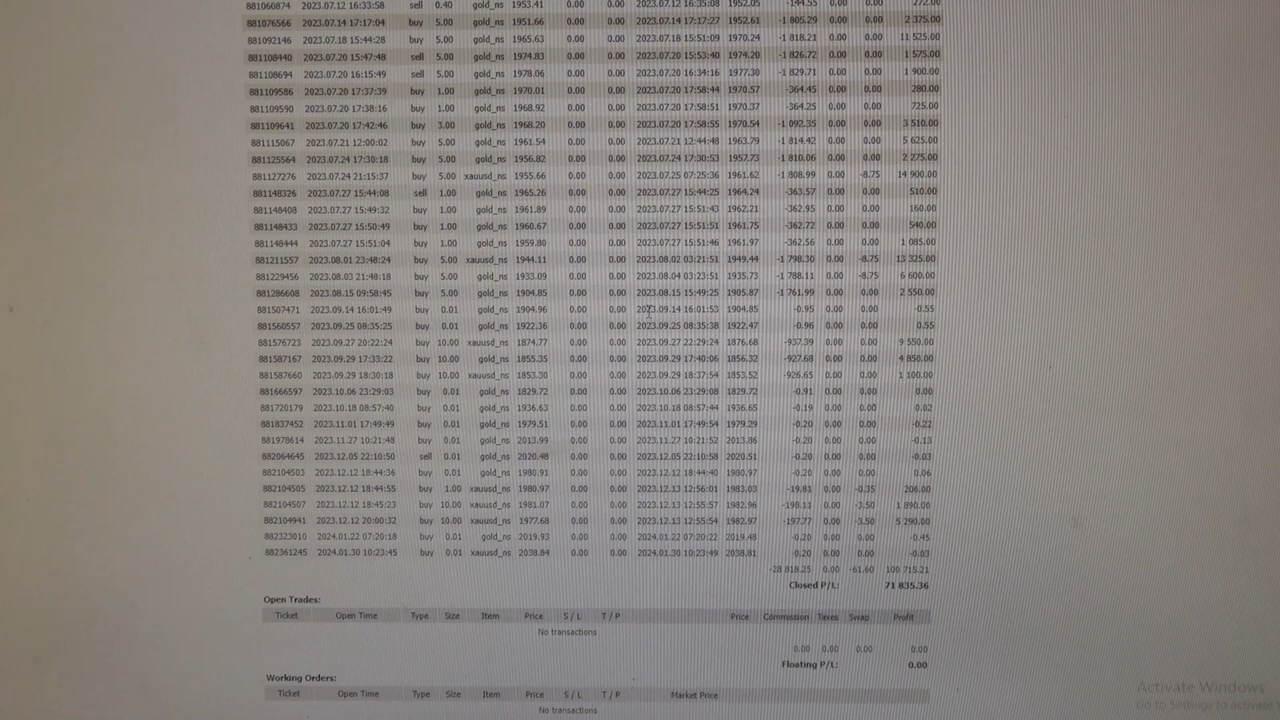 881060874 2023.07.12 16:33:58 sell 0.40 gold_ns 1953.41 0.00 0.00 2023.07.12 16:35:08 1952.05 -144.55 0.00 0.00 272.00
881076566 2023.07.14 17:17:04 buy 5.00 gold_ns 1951.66 0.00 0.00 2023.07.14 17:17:27 1952.61 -1 805.29 0.00 0.00 2 375.00
881092146 2023.07.18 15:44:28 buy 5.00 gold_ns 1965.63 0.00 0.00 2023.07.18 15:51:09 1970.24 -1 818.21 0.00 0.00 11 525.00
881108440 2023.07.20 15:47:48 sell 5.00 gold_ns 1974.83 0.00 0.00 2023.07.20 15:53:40 1974.20 -1 826.72 0.00 0.00 1 575.00
881108694 2023.07.20 16:15:49 sell 5.00 gold_ns 1978.06 0.00 0.00 2023.07.20 16:34:16 1977.30 -1 829.71 0.00 0.00 1 900.00
881109586 2023.07.20 17:37:39 buy 1.00 gold_ns 1970.01 0.00 0.00 2023.07.20 17:58:44 1970.57 -364.45 0.00 0.00 280.00
881109590 2023.07.20 17:38:16 buy 1.00 gold_ns 1968.92 0.00 0.00 2023.07.20 17:58:51 1970.37 -364.25 0.00 0.00 725.00
881109641 2023.07.20 17:42:46 buy 3.00 gold_ns 1968.20 0.00 0.00 2023.07.20 17:58:55 1970.54 -1 092.35 0.00 0.00 3 510.00
881115067 2023.07.21 12:00:02 buy 5.00 gold_ns 1961.54 0.00 0.00 2023.07.21 12:44:48 1963.79 -1 814.42 0.00 0.00 5 625.00
881125564 2023.07.24 17:30:18 buy 5.00 gold_ns 1956.82 0.00 0.00 2023.07.24 17:30:53 1957.73 -1 810.06 0.00 0.00 2 275.00
881127276 2023.07.24 21:15:37 buy 5.00 xauusd_ns 1955.66 0.00 0.00 2023.07.25 07:25:36 1961.62 -1 808.99 0.00 -8.75 14 900.00
881148326 2023.07.27 15:44:08 sell 1.00 gold_ns 1965.26 0.00 0.00 2023.07.27 15:44:25 1964.24 -363.57 0.00 0.00 510.00
881148408 2023.07.27 15:49:32 buy 1.00 gold_ns 1961.89 0.00 0.00 2023.07.27 15:51:43 1962.21 -362.95 0.00 0.00 160.00
881148433 2023.07.27 15:50:49 buy 1.00 gold_ns 1960.67 0.00 0.00 2023.07.27 15:51:51 1961.75 -362.72 0.00 0.00 540.00
881148444 2023.07.27 15:51:04 buy 1.00 gold_ns 1959.80 0.00 0.00 2023.07.27 15:51:46 1961.97 -362.56 0.00 0.00 1 085.00
881211557 2023.08.01 23:48:24 buy 5.00 xauusd_ns 1944.11 0.00 0.00 2023.08.02 03:21:51 1949.44 -1 798.30 0.00 -8.75 13 325.00
881229456 2023.08.03 21:48:18 buy 5.00 gold_ns 1933.09 0.00 0.00 2023.08.04 03:23:51 1935.73 -1 788.11 0.00 -8.75 6 600.00
881286608 2023.08.15 09:58:45 buy 5.00 gold_ns 1904.85 0.00 0.00 2023.08.15 15:49:25 1905.87 -1 761.99 0.00 0.00 2 550.00
881507471 2023.09.14 16:01:49 buy 0.01 gold_ns 1904.96 0.00 0.00 2023.09.14 16:01:53 1904.85 -0.95 0.00 0.00 -0.55
881560557 2023.09.25 08:35:25 buy 0.01 gold_ns 1922.36 0.00 0.00 2023.09.25 08:35:38 1922.47 -0.96 0.00 0.00 0.55
881576723 2023.09.27 20:22:24 buy 10.00 xauusd_ns 1874.77 0.00 0.00 2023.09.27 22:29:24 1876.68 -937.39 0.00 0.00 9 550.00
881587167 2023.09.29 17:33:22 buy 10.00 gold_ns 1855.35 0.00 0.00 2023.09.29 17:40:06 1856.32 -927.68 0.00 0.00 4 850.00
881587660 2023.09.29 18:30:18 buy 10.00 xauusd_ns 1853.30 0.00 0.00 2023.09.29 18:37:54 1853.52 -926.65 0.00 0.00 1 100.00
881666597 2023.10.06 23:29:03 buy 0.01 gold_ns 1829.72 0.00 0.00 2023.10.06 23:29:08 1829.72 -0.91 0.00 0.00 0.00
881720179 2023.10.18 08:57:40 buy 0.01 gold_ns 1936.63 0.00 0.00 2023.10.18 08:57:44 1936.65 -0.19 0.00 0.00 0.02
881837452 2023.11.01 17:49:49 buy 0.01 gold_ns 1979.51 0.00 0.00 2023.11.01 17:49:54 1979.29 -0.20 0.00 0.00 -0.22
881978614 2023.11.27 10:21:48 buy 0.01 gold_ns 2013.99 0.00 0.00 2023.11.27 10:21:52 2013.86 -0.20 0.00 0.00 -0.13
882064645 2023.12.05 22:10:50 sell 0.01 gold_ns 2020.48 0.00 0.00 2023.12.05 22:10:58 2020.51 -0.20 0.00 0.00 -0.03
882104503 2023.12.12 18:44:36 buy 0.01 gold_ns 1980.91 0.00 0.00 2023.12.12 18:44:40 1980.97 -0.20 0.00 0.00 0.06
882104505 2023.12.12 18:44:55 buy 1.00 xauusd_ns 1980.97 0.00 0.00 2023.12.13 12:56:01 1983.03 -19.81 0.00 -0.35 206.00
882104507 2023.12.12 18:45:23 buy 10.00 xauusd_ns 1981.07 0.00 0.00 2023.12.13 12:55:57 1982.96 -198.11 0.00 -3.50 1 890.00
882104941 2023.12.12 20:00:32 buy 10.00 xauusd_ns 1977.68 0.00 0.00 2023.12.13 12:55:54 1982.97 -197.77 0.00 -3.50 5 290.00
882323010 2024.01.22 07:20:18 buy 0.01 gold_ns 2019.93 0.00 0.00 2024.01.22 07:20:22 2019.48 -0.20 0.00 0.00 -0.45
882361245 2024.01.30 10:23:45 buy 0.01 xauusd_ns 2038.84 0.00 0.00 2024.01.30 10:23:49 2038.81 -0.20 0.00 0.00 -0.03
-28 818.25 0.00 -61.60 100 715.21
Closed P/L: 71 835.36
Open Trades:
Ticket Open Time Type Size Item Price S / L T / P Price Commission Taxes Swap Profit
No transactions
0.00 0.00 0.00 0.00
Floating P/L: 0.00
Working Orders:
Ticket Open Time Type Size Item Price S / L T / P Market Price
No transactions
Activate Windows
Go to Settings to activate